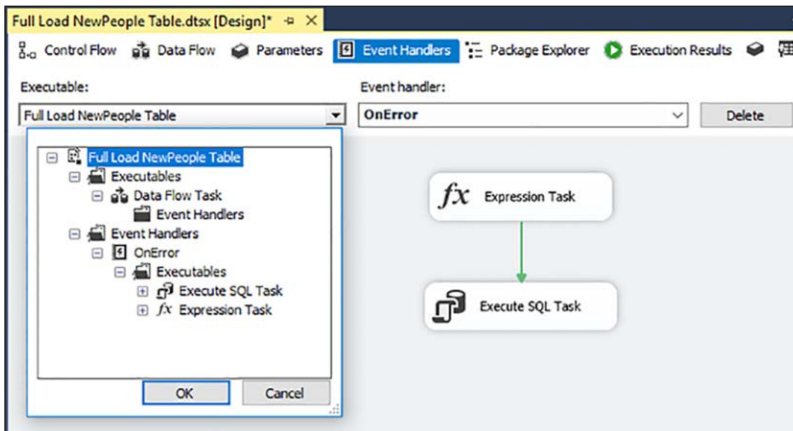 Full Load NewPeople Table.dtsx [Design]*
Control Flow Data Flow Parameters Event Handlers Package Explorer Execution Results
Executable: Event handler:
Full Load NewPeople Table OnError Delete
Full Load NewPeople Table
Executables
Data Flow Task
Event Handlers
Event Handlers
OnError
Executables
Execute SQL Task
fx Expression Task
OK Cancel
fx Expression Task
Execute SQL Task